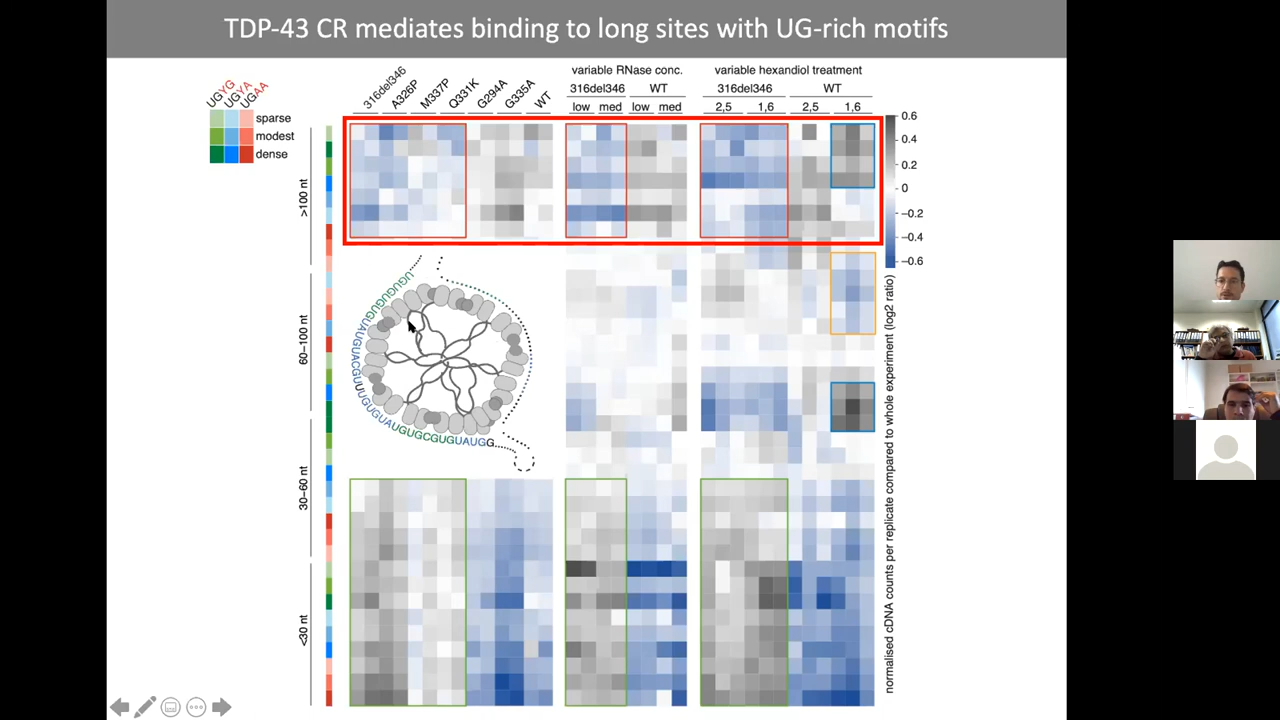 TDP-43 CR mediates binding to long sites with UG-rich motifs
UGYG
UGYA
UGAA
sparse
modest
dense
316del346
A326P
M337P
Q331K
G294A
G335A
WT
variable RNase conc.
316del346
WT
low
med
low
med
variable hexandiol treatment
316del346
WT
2,5
1,6
2,5
1,6
0.6
0.4
0.2
0
−0.2
−0.4
−0.6
normalised cDNA counts per replicate compared to whole experiment (log2 ratio)
>100 nt
60–100 nt
30–60 nt
<30 nt